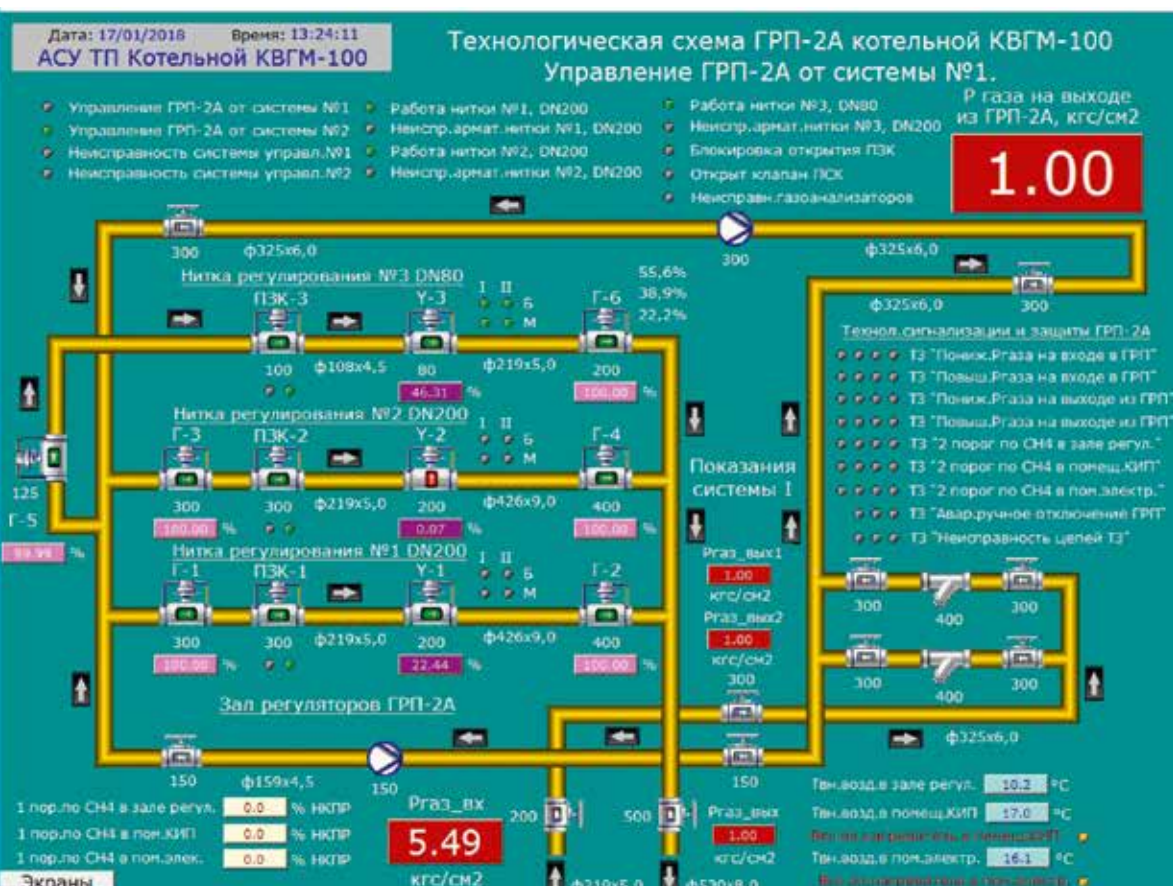 Дата: 17/01/2018 Время: 13:24:11
АСУ ТП Котельной КВГМ-100
Технологическая схема ГРП-2А котельной КВГМ-100
Управление ГРП-2А от системы №1.
Управление ГРП-2А от системы №1
Управление ГРП-2А от системы №2
Неисправность системы управл.№1
Неисправность системы управл.№2
Работа нитки №1, DN200
Неиспр.армат.нитки №1, DN200
Работа нитки №2, DN200
Неиспр.армат.нитки №2, DN200
Работа нитки №3, DN80
Неиспр.армат.нитки №3, DN200
Блокировка открытия ПЗК
Открыт клапан ПСК
Неисправн.газоанализаторов
Р газа на выходе
из ГРП-2А, кгс/см2
1.00
300 ф325х6,0 300 ф325х6,0
ф325х6,0 300
Нитка регулирования №3 DN80
ПЗК-3 Y-3 I II Б М Г-6
55,6%
38,9%
22,2%
100 ф108х4,5 80 ф219х5,0 200
46.31 % 100.00 %
Нитка регулирования №2 DN200
Г-3 ПЗК-2 Y-2 I II Б М Г-4
300 300 ф219х5,0 200 ф426х9,0 400
100.00 % 0.07 % 100.00 %
125
Г-5
99.99 %
Нитка регулирования №1 DN200
Г-1 ПЗК-1 Y-1 I II Б М Г-2
300 300 ф219х5,0 200 ф426х9,0 400
100.00 % 22.44 % 100.00 %
Зал регуляторов ГРП-2А
Показания
системы I
Ргаз_вых1
1.00
кгс/см2
Ргаз_вых2
1.00
кгс/см2
300
Технол.сигнализации и защиты ГРП-2А
ТЗ "Пониж.Ргаза на входе в ГРП"
ТЗ "Повыш.Ргаза на входе в ГРП"
ТЗ "Пониж.Ргаза на выходе из ГРП"
ТЗ "Повыш.Ргаза на выходе из ГРП"
ТЗ "2 порог по СН4 в зале регул."
ТЗ "2 порог по СН4 в помещ.КИП"
ТЗ "2 порог по СН4 в пом.электр."
ТЗ "Авар.ручное отключение ГРП"
ТЗ "Неисправность цепей ТЗ"
300 400 300
300 400 300
ф325х6,0
150 ф159х4,5 150 150
1 пор.по СН4 в зале регул. 0.0 % НКПР
1 пор.по СН4 в пом.КИП 0.0 % НКПР
1 пор.по СН4 в пом.элек. 0.0 % НКПР
Ргаз_вх
5.49
кгс/см2
200 500
Ргаз_вых
1.00
кгс/см2
ф219х5,0 ф530х8,0
Твн.возд.в зале регул. 10.2 °С
Твн.возд.в помещ.КИП 17.0 °С
Твн.возд.в пом.электр. 16.1 °С
Экраны